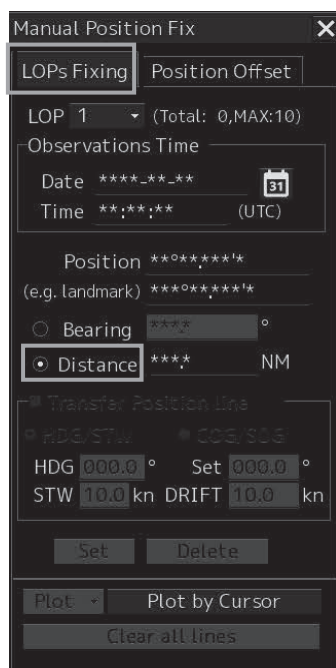 Manual Position Fix X
LOPs Fixing Position Offset
LOP 1 (Total: 0,MAX:10)
Observations Time
Date ****-**-**
31
Time **:**:** (UTC)
Position **°**.***'*
(e.g. landmark) ***°**.***'*
Bearing ***.* °
Distance ***.* NM
Transfer Position line
HDG/STW COG/SOG
HDG 000.0 ° Set 000.0 °
STW 10.0 kn DRIFT 10.0 kn
Set Delete
Plot Plot by Cursor
Clear all lines